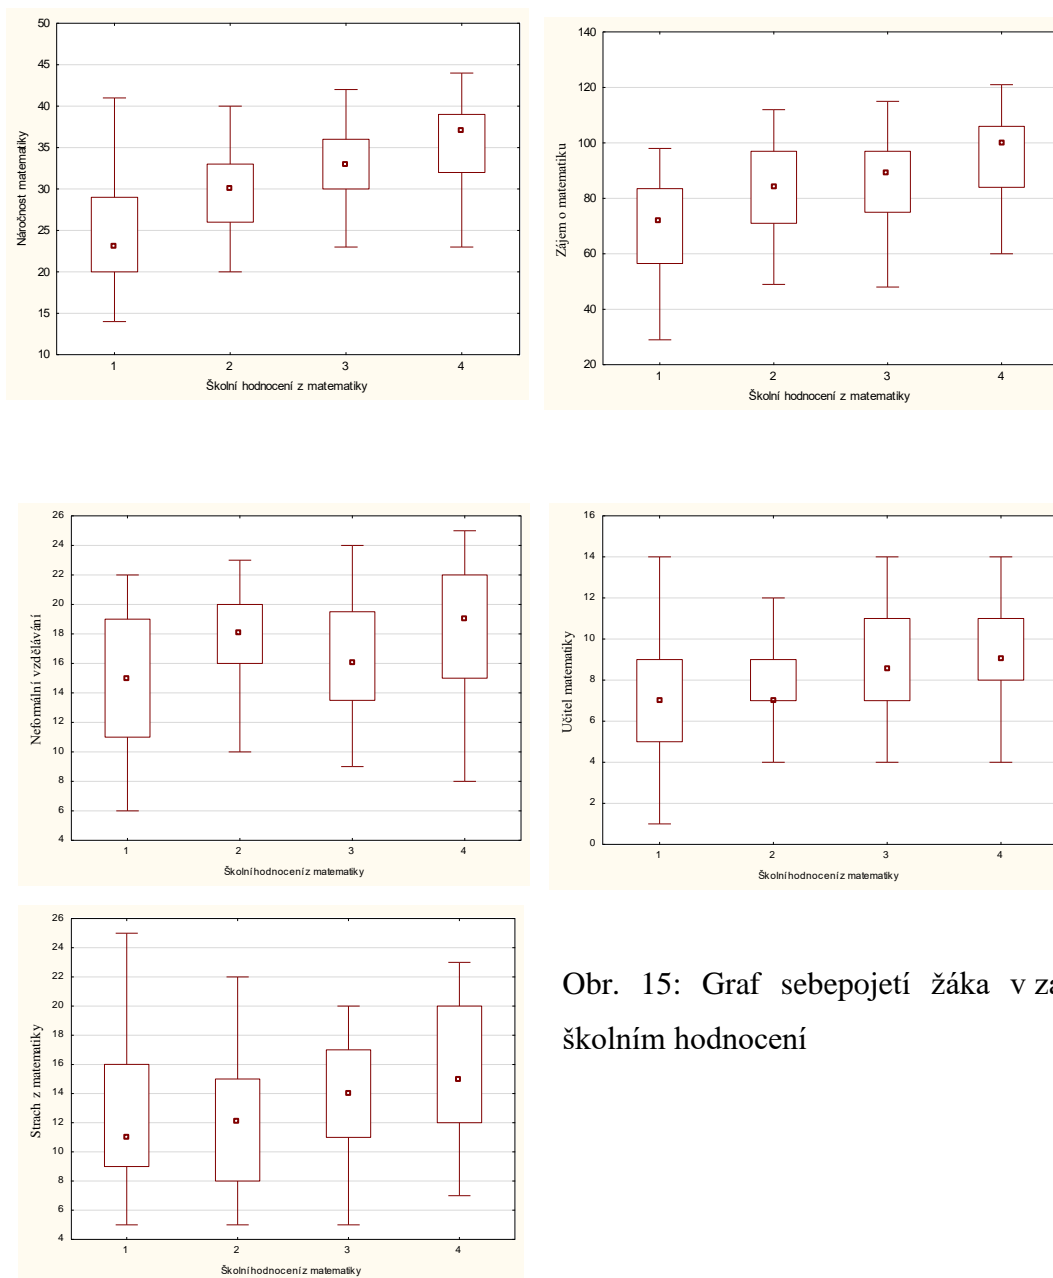 50
45
40
35
30
25
20
15
10
Náročnost matematiky
1 2 3 4
Školní hodnocení z matematiky
140
120
100
80
60
40
20
Zájem o matematiku
1 2 3 4
Školní hodnocení z matematiky
26
24
22
20
18
16
14
12
10
8
6
4
Neformální vzdělávání
1 2 3 4
Školní hodnocení z matematiky
16
14
12
10
8
6
4
2
0
Učitel matematiky
1 2 3 4
Školní hodnocení z matematiky
26
24
22
20
18
16
14
12
10
8
6
4
Strach z matematiky
1 2 3 4
Školní hodnocení z matematiky
Obr. 15: Graf sebepojetí žáka v
školním hodnocení